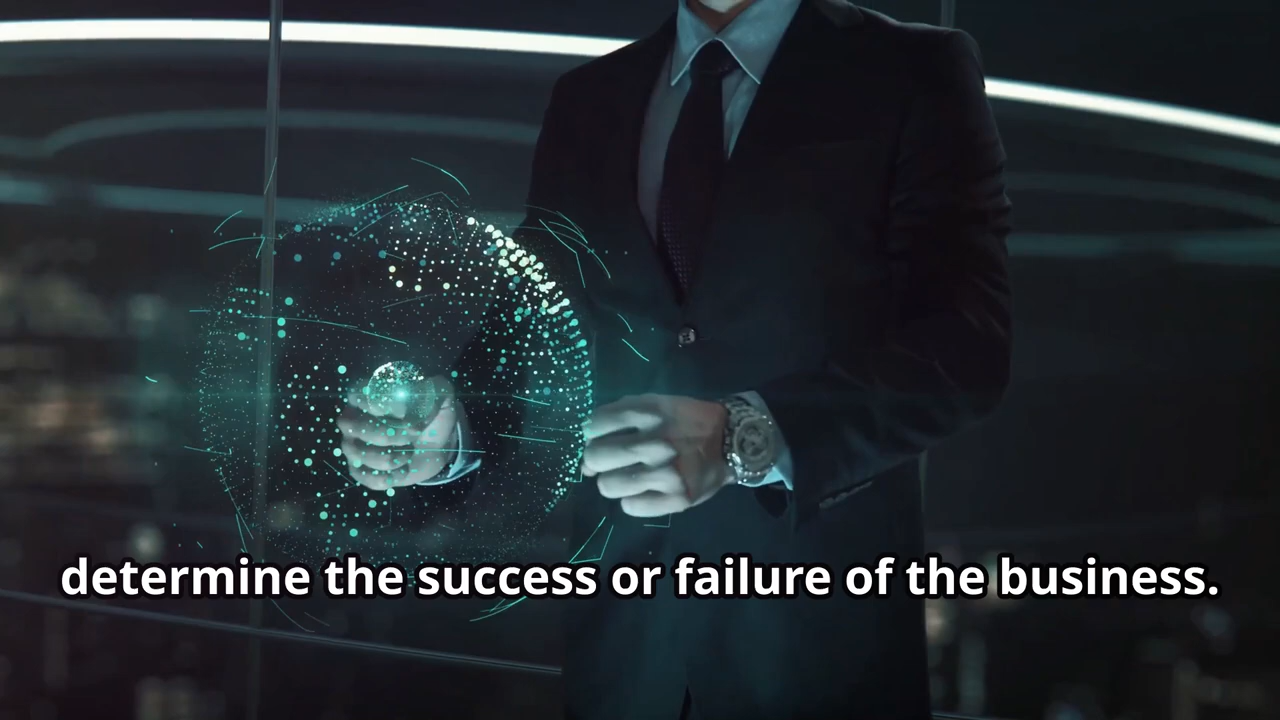 determine the success or failure of the business.